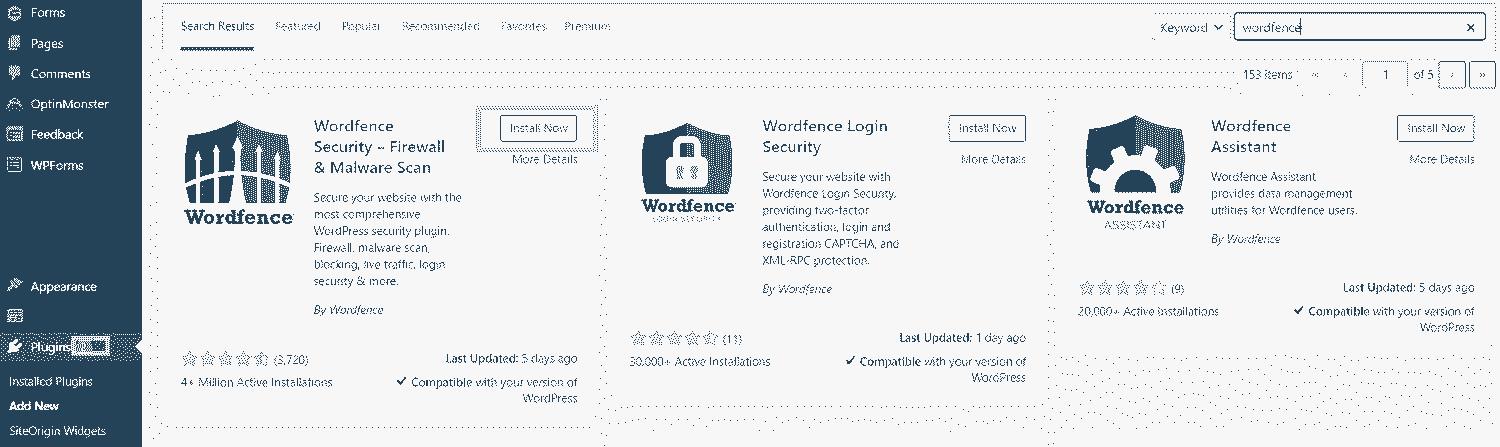 Forms
Pages
Comments
OptinMonster
Feedback
WPForms
Appearance
Plugins
Installed Plugins
Add New
SiteOrigin Widgets
Search Results Featured Popular Recommended Favorites Premium
Keyword wordfence
153 items « ‹ 1 of 5 › »
Wordfence
Wordfence
Security – Firewall
& Malware Scan
Install Now
More Details
Secure your website with the
most comprehensive
WordPress security plugin.
Firewall, malware scan,
blocking, live traffic, login
security & more.
By Wordfence
(3,720)
Last Updated: 5 days ago
4+ Million Active Installations
Compatible with your version of
WordPress
Wordfence
LOGIN SECURITY
Wordfence Login
Security
Install Now
More Details
Secure your website with
Wordfence Login Security,
providing two-factor
authentication, login and
registration CAPTCHA, and
XML-RPC protection.
By Wordfence
(11)
Last Updated: 1 day ago
30,000+ Active Installations
Compatible with your version of
WordPress
Wordfence
ASSISTANT
Wordfence
Assistant
Install Now
More Details
Wordfence Assistant
provides data management
utilities for Wordfence users.
By Wordfence
(9)
Last Updated: 5 days ago
20,000+ Active Installations
Compatible with your version of
WordPress